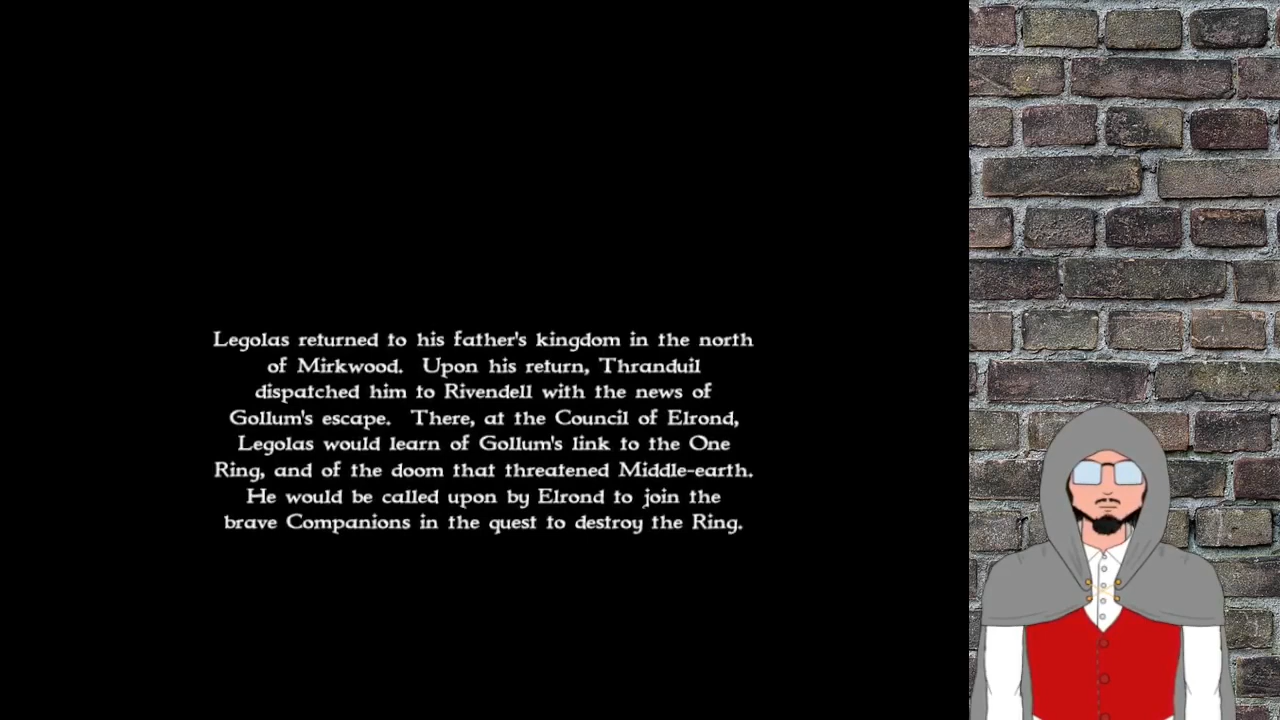 Legolas returned to his father's kingdom in the north
of Mirkwood.  Upon his return, Thranduil
dispatched him to Rivendell with the news of
Gollum's escape.  There, at the Council of Elrond,
Legolas would learn of Gollum's link to the One
Ring, and of the doom that threatened Middle-earth.
He would be called upon by Elrond to join the
brave Companions in the quest to destroy the Ring.